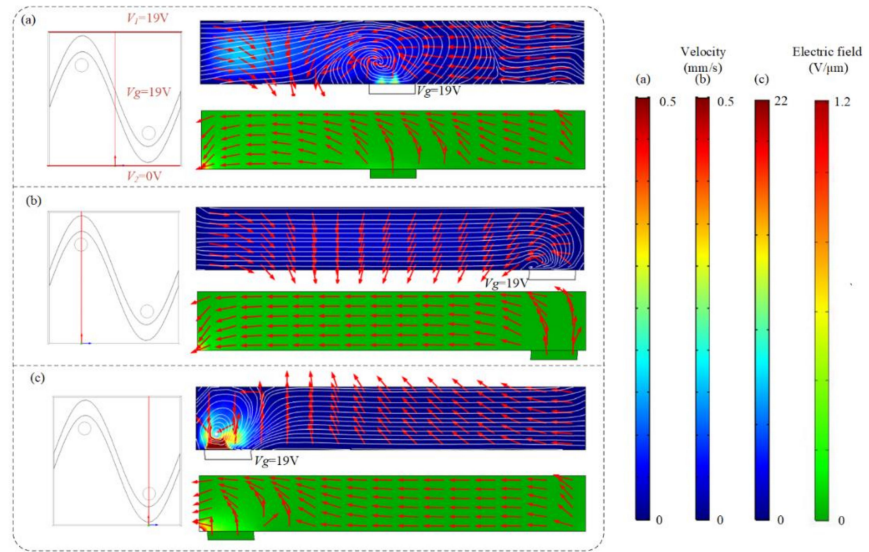 (a)
V1=19V
Vg=19V
V2=0V
Vg=19V
(b)
Vg=19V
(c)
Vg=19V
Velocity
(mm/s)
Electric field
(V/μm)
(a)
(b)
(c)
0.5
0.5
22
1.2
0
0
0
0